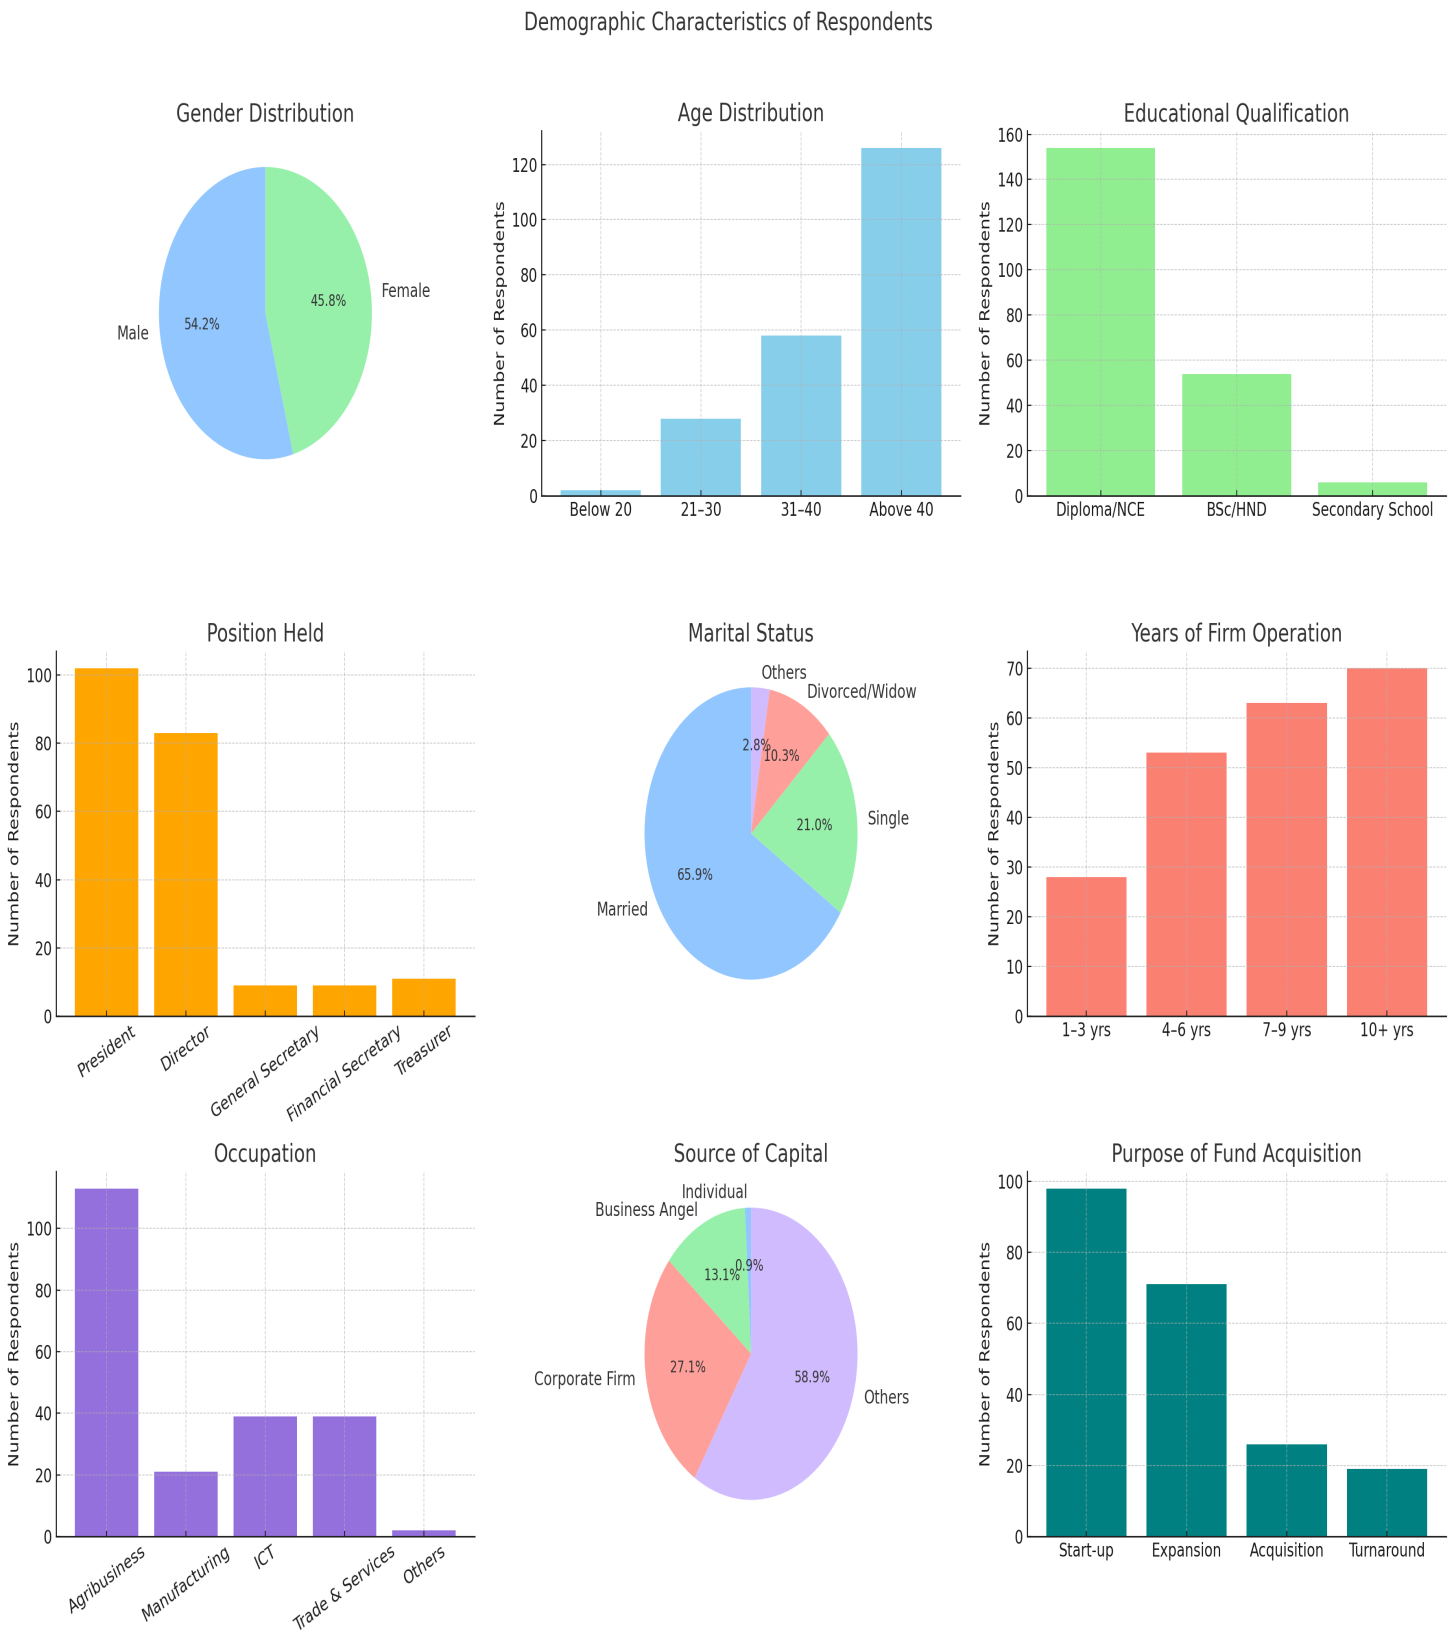 Demographic Characteristics of Respondents
Gender Distribution
Male
54.2%
45.8%
Female
Age Distribution
Number of Respondents
120
100
80
60
40
20
0
Below 20
21–30
31–40
Above 40
Educational Qualification
Number of Respondents
160
140
120
100
80
60
40
20
0
Diploma/NCE
BSc/HND
Secondary School
Position Held
Number of Respondents
100
80
60
40
20
0
President
Director
General Secretary
Financial Secretary
Treasurer
Marital Status
Others
Divorced/Widow
2.8%
10.3%
Single
21.0%
65.9%
Married
Years of Firm Operation
Number of Respondents
70
60
50
40
30
20
10
0
1–3 yrs
4–6 yrs
7–9 yrs
10+ yrs
Occupation
Number of Respondents
100
80
60
40
20
0
Agribusiness
Manufacturing
ICT
Trade & Services
Others
Source of Capital
Individual
Business Angel
0.9%
13.1%
27.1%
Corporate Firm
58.9%
Others
Purpose of Fund Acquisition
Number of Respondents
100
80
60
40
20
0
Start-up
Expansion
Acquisition
Turnaround